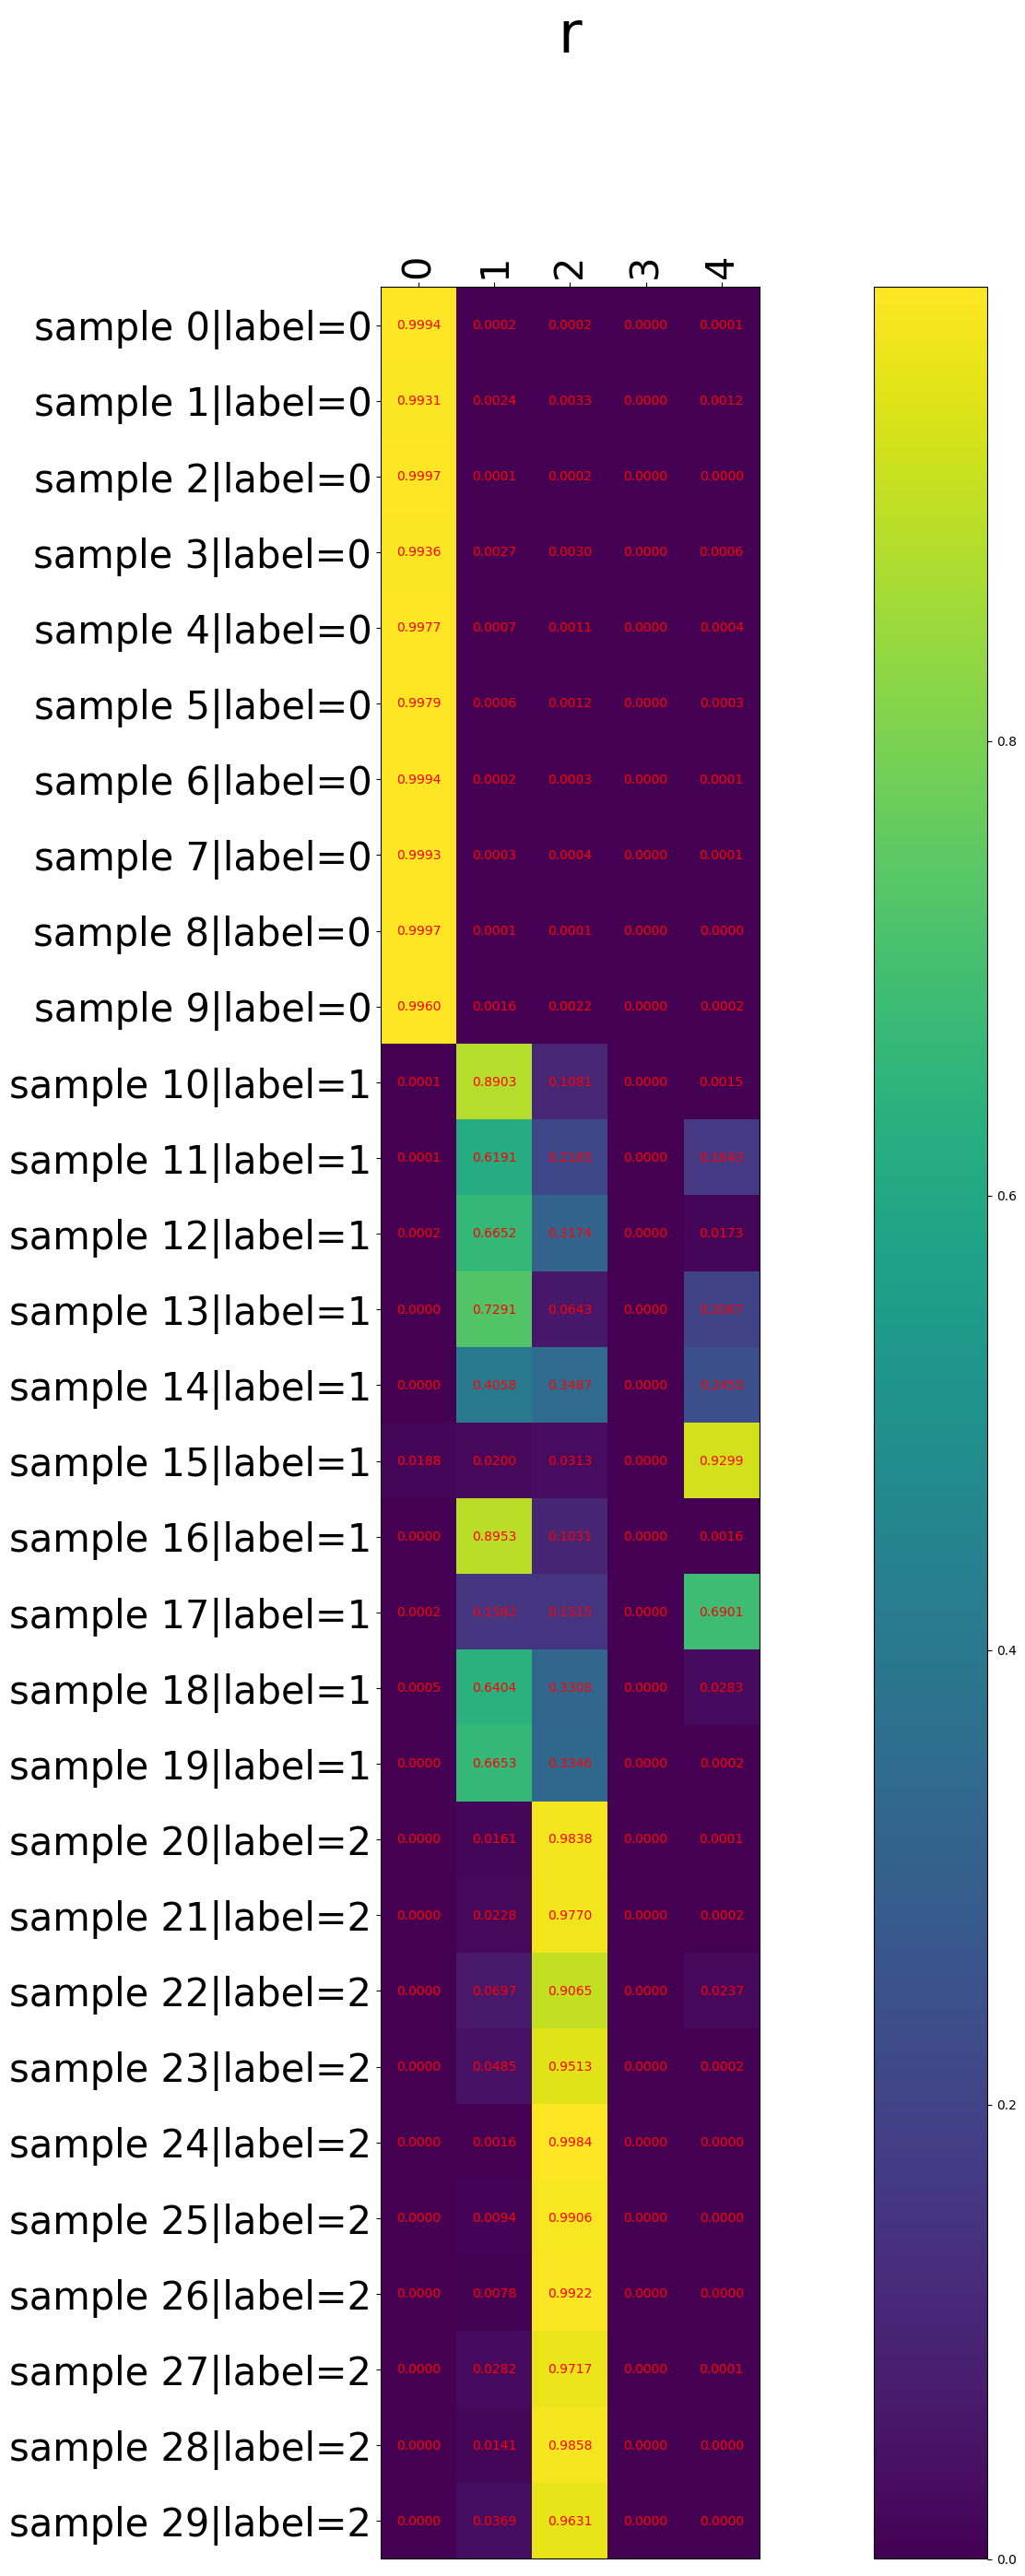 r
0 1 2 3 4
sample 0|label=0 0.9994 0.0002 0.0002 0.0000 0.0001
sample 1|label=0 0.9931 0.0024 0.0033 0.0000 0.0012
sample 2|label=0 0.9997 0.0001 0.0002 0.0000 0.0000
sample 3|label=0 0.9936 0.0027 0.0030 0.0000 0.0006
sample 4|label=0 0.9977 0.0007 0.0011 0.0000 0.0004
sample 5|label=0 0.9979 0.0006 0.0012 0.0000 0.0003
0.8
sample 6|label=0 0.9994 0.0002 0.0003 0.0000 0.0001
sample 7|label=0 0.9993 0.0003 0.0004 0.0000 0.0001
sample 8|label=0 0.9997 0.0001 0.0001 0.0000 0.0000
sample 9|label=0 0.9960 0.0016 0.0022 0.0000 0.0002
sample 10|label=1 0.0001 0.8903 0.1081 0.0000 0.0015
sample 11|label=1 0.0001 0.6191 0.0000
0.6
sample 12|label=1 0.0002 0.6652 0.3174 0.0000 0.0173
sample 13|label=1 0.0000 0.7291 0.0643 0.0000 0.2067
sample 14|label=1 0.0000 0.4058 0.3487 0.0000
sample 15|label=1 0.0188 0.0200 0.0313 0.0000 0.9299
sample 16|label=1 0.0000 0.8953 0.1031 0.0000 0.0016
sample 17|label=1 0.0002 0.1582 0.1515 0.0000 0.6901
0.4
sample 18|label=1 0.0005 0.6404 0.3308 0.0000 0.0283
sample 19|label=1 0.0000 0.6653 0.3346 0.0000 0.0002
sample 20|label=2 0.0000 0.0161 0.9838 0.0000 0.0001
sample 21|label=2 0.0000 0.0228 0.9770 0.0000 0.0002
sample 22|label=2 0.0000 0.0697 0.9065 0.0000 0.0237
sample 23|label=2 0.0000 0.0485 0.9513 0.0000 0.0002
0.2
sample 24|label=2 0.0000 0.0016 0.9984 0.0000 0.0000
sample 25|label=2 0.0000 0.0094 0.9906 0.0000 0.0000
sample 26|label=2 0.0000 0.0078 0.9922 0.0000 0.0000
sample 27|label=2 0.0000 0.0282 0.9717 0.0000 0.0001
sample 28|label=2 0.0000 0.0141 0.9858 0.0000 0.0000
sample 29|label=2 0.0000 0.0369 0.9631 0.0000 0.0000
0.0